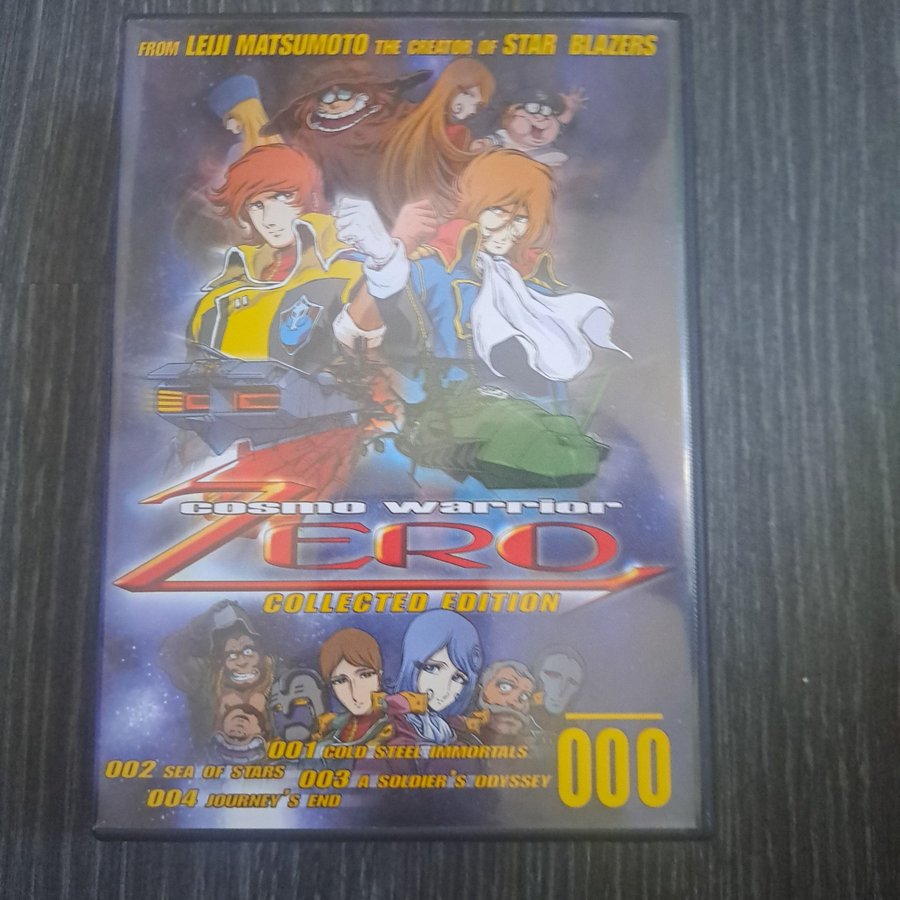 FROM LEIJI MATSUMOTO THE CREATOR OF STAR BLAZERS
cosmo warrior
ZERO
COLLECTED EDITION
001 COLD STEEL IMMORTALS
002 SEA OF STARS 003 A SOLDIER'S ODYSSEY
004 JOURNEY'S END
000